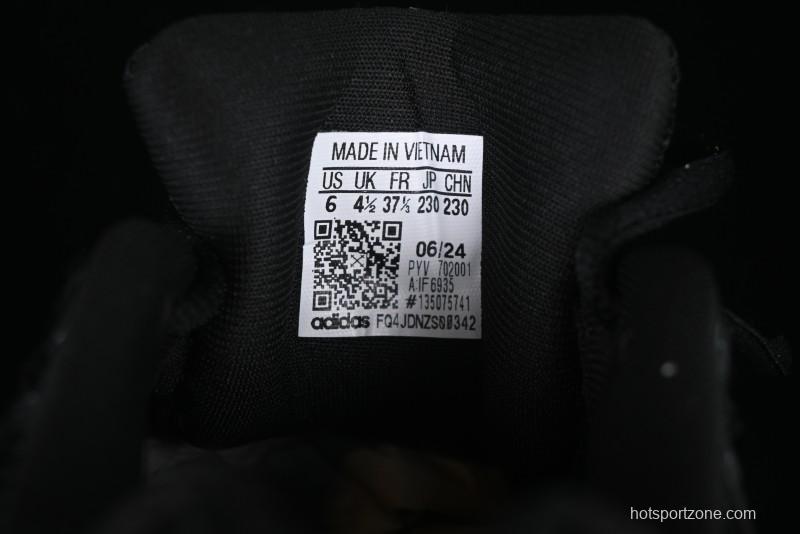 MADE IN VIETNAM
US UK FR JP CHN
6 4½ 37⅓ 230 230
06/24
PYV 702001
A:IF6935
#135075741
adidas FQ4JDNZS60342
hotsportzone.com